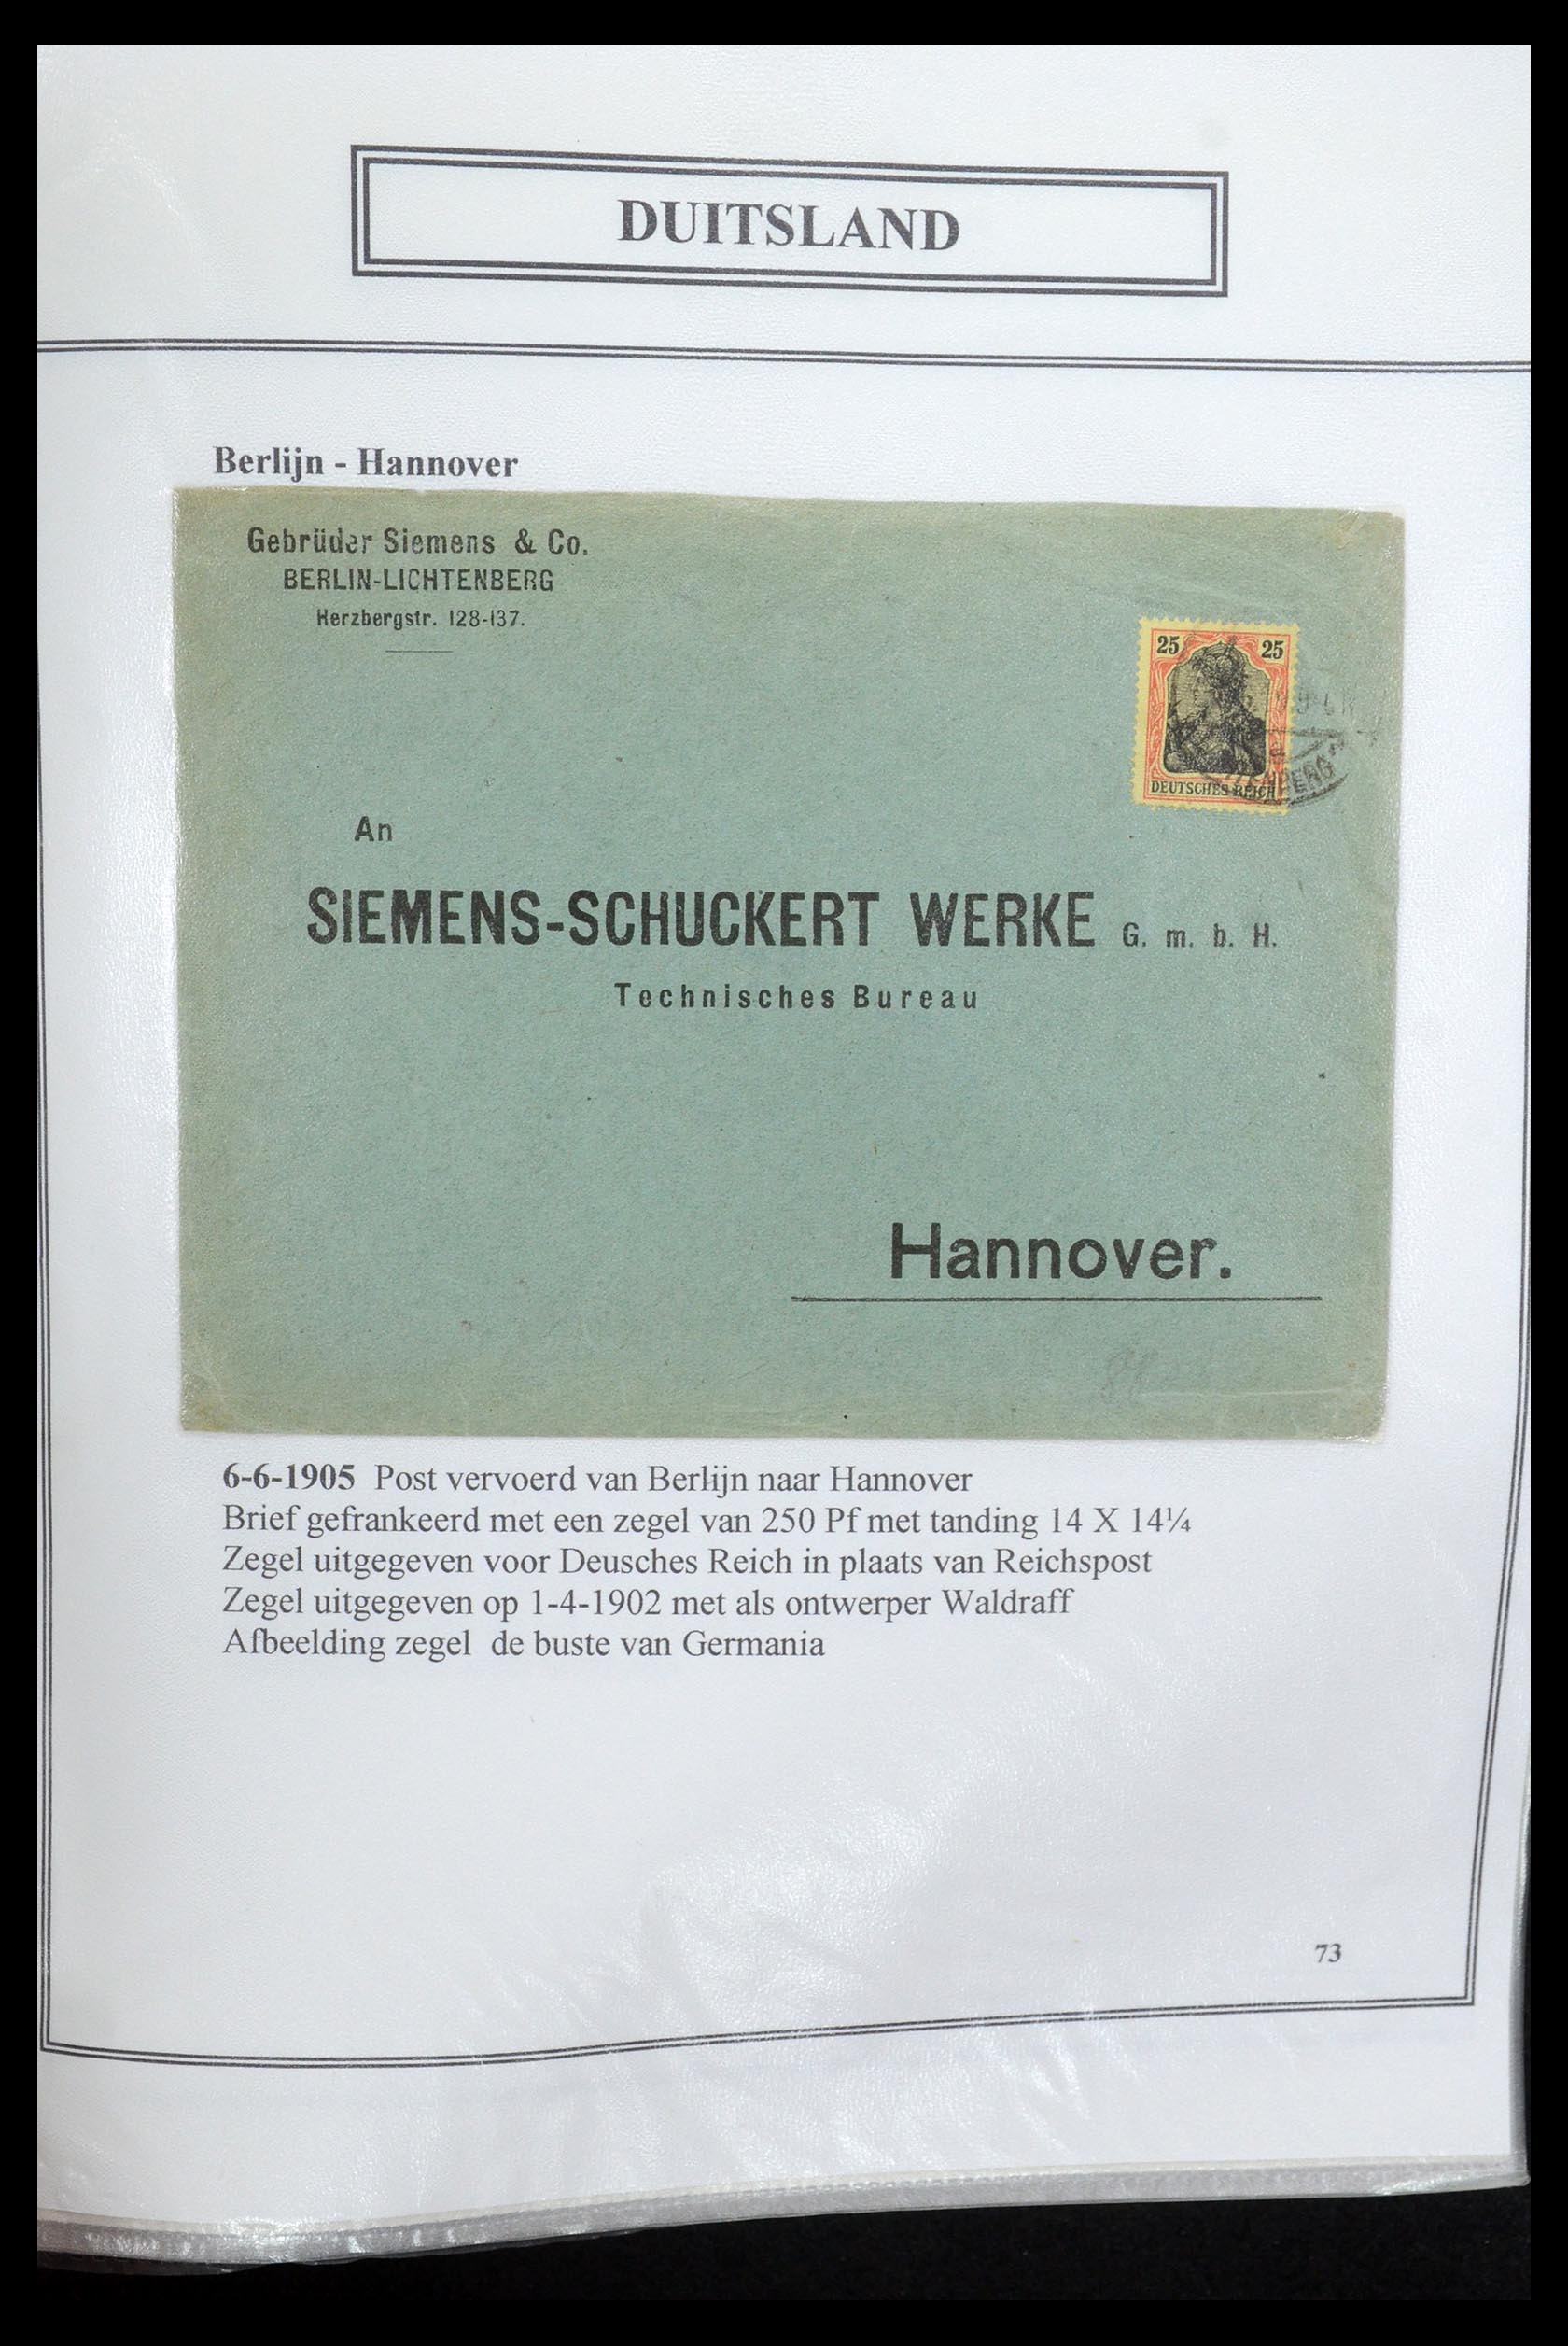 DUITSLAND
Berlijn - Hannover
Gebrüder Siemens & Co.
BERLIN-LICHTENBERG
Herzbergstr. 128-137.
25 25
DEUTSCHES REICH
An
SIEMENS-SCHUCKERT WERKE G. m. b. H.
Technisches Bureau
Hannover.
6-6-1905 Post vervoerd van Berlijn naar Hannover
Brief gefrankeerd met een zegel van 250 Pf met tanding 14 X 14¼
Zegel uitgegeven voor Deusches Reich in plaats van Reichspost
Zegel uitgegeven op 1-4-1902 met als ontwerper Waldraff
Afbeelding zegel de buste van Germania
73